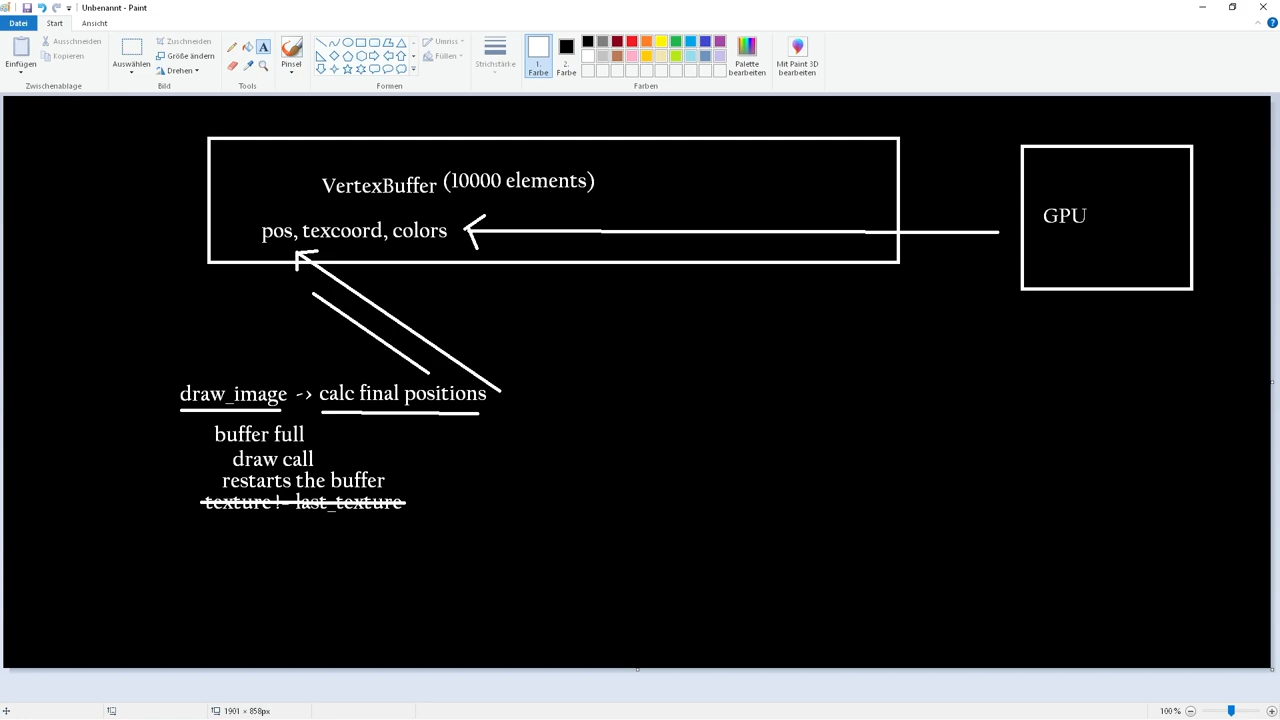 Unbenannt - Paint
Datei Start Ansicht
Einfügen
Ausschneiden
Kopieren
Zwischenablage
Auswählen
Zuschneiden
Größe ändern
Drehen
Bild
A
Tools
Pinsel
Umriss
Füllen
Formen
Strichstärke
1. Farbe
2. Farbe
Palette bearbeiten
Farben
Mit Paint 3D bearbeiten
VertexBuffer (10000 elements)
pos, texcoord, colors
GPU
draw_image -> calc final positions
buffer full
draw call
restarts the buffer
texture != last_texture
1901 × 858px
100 %